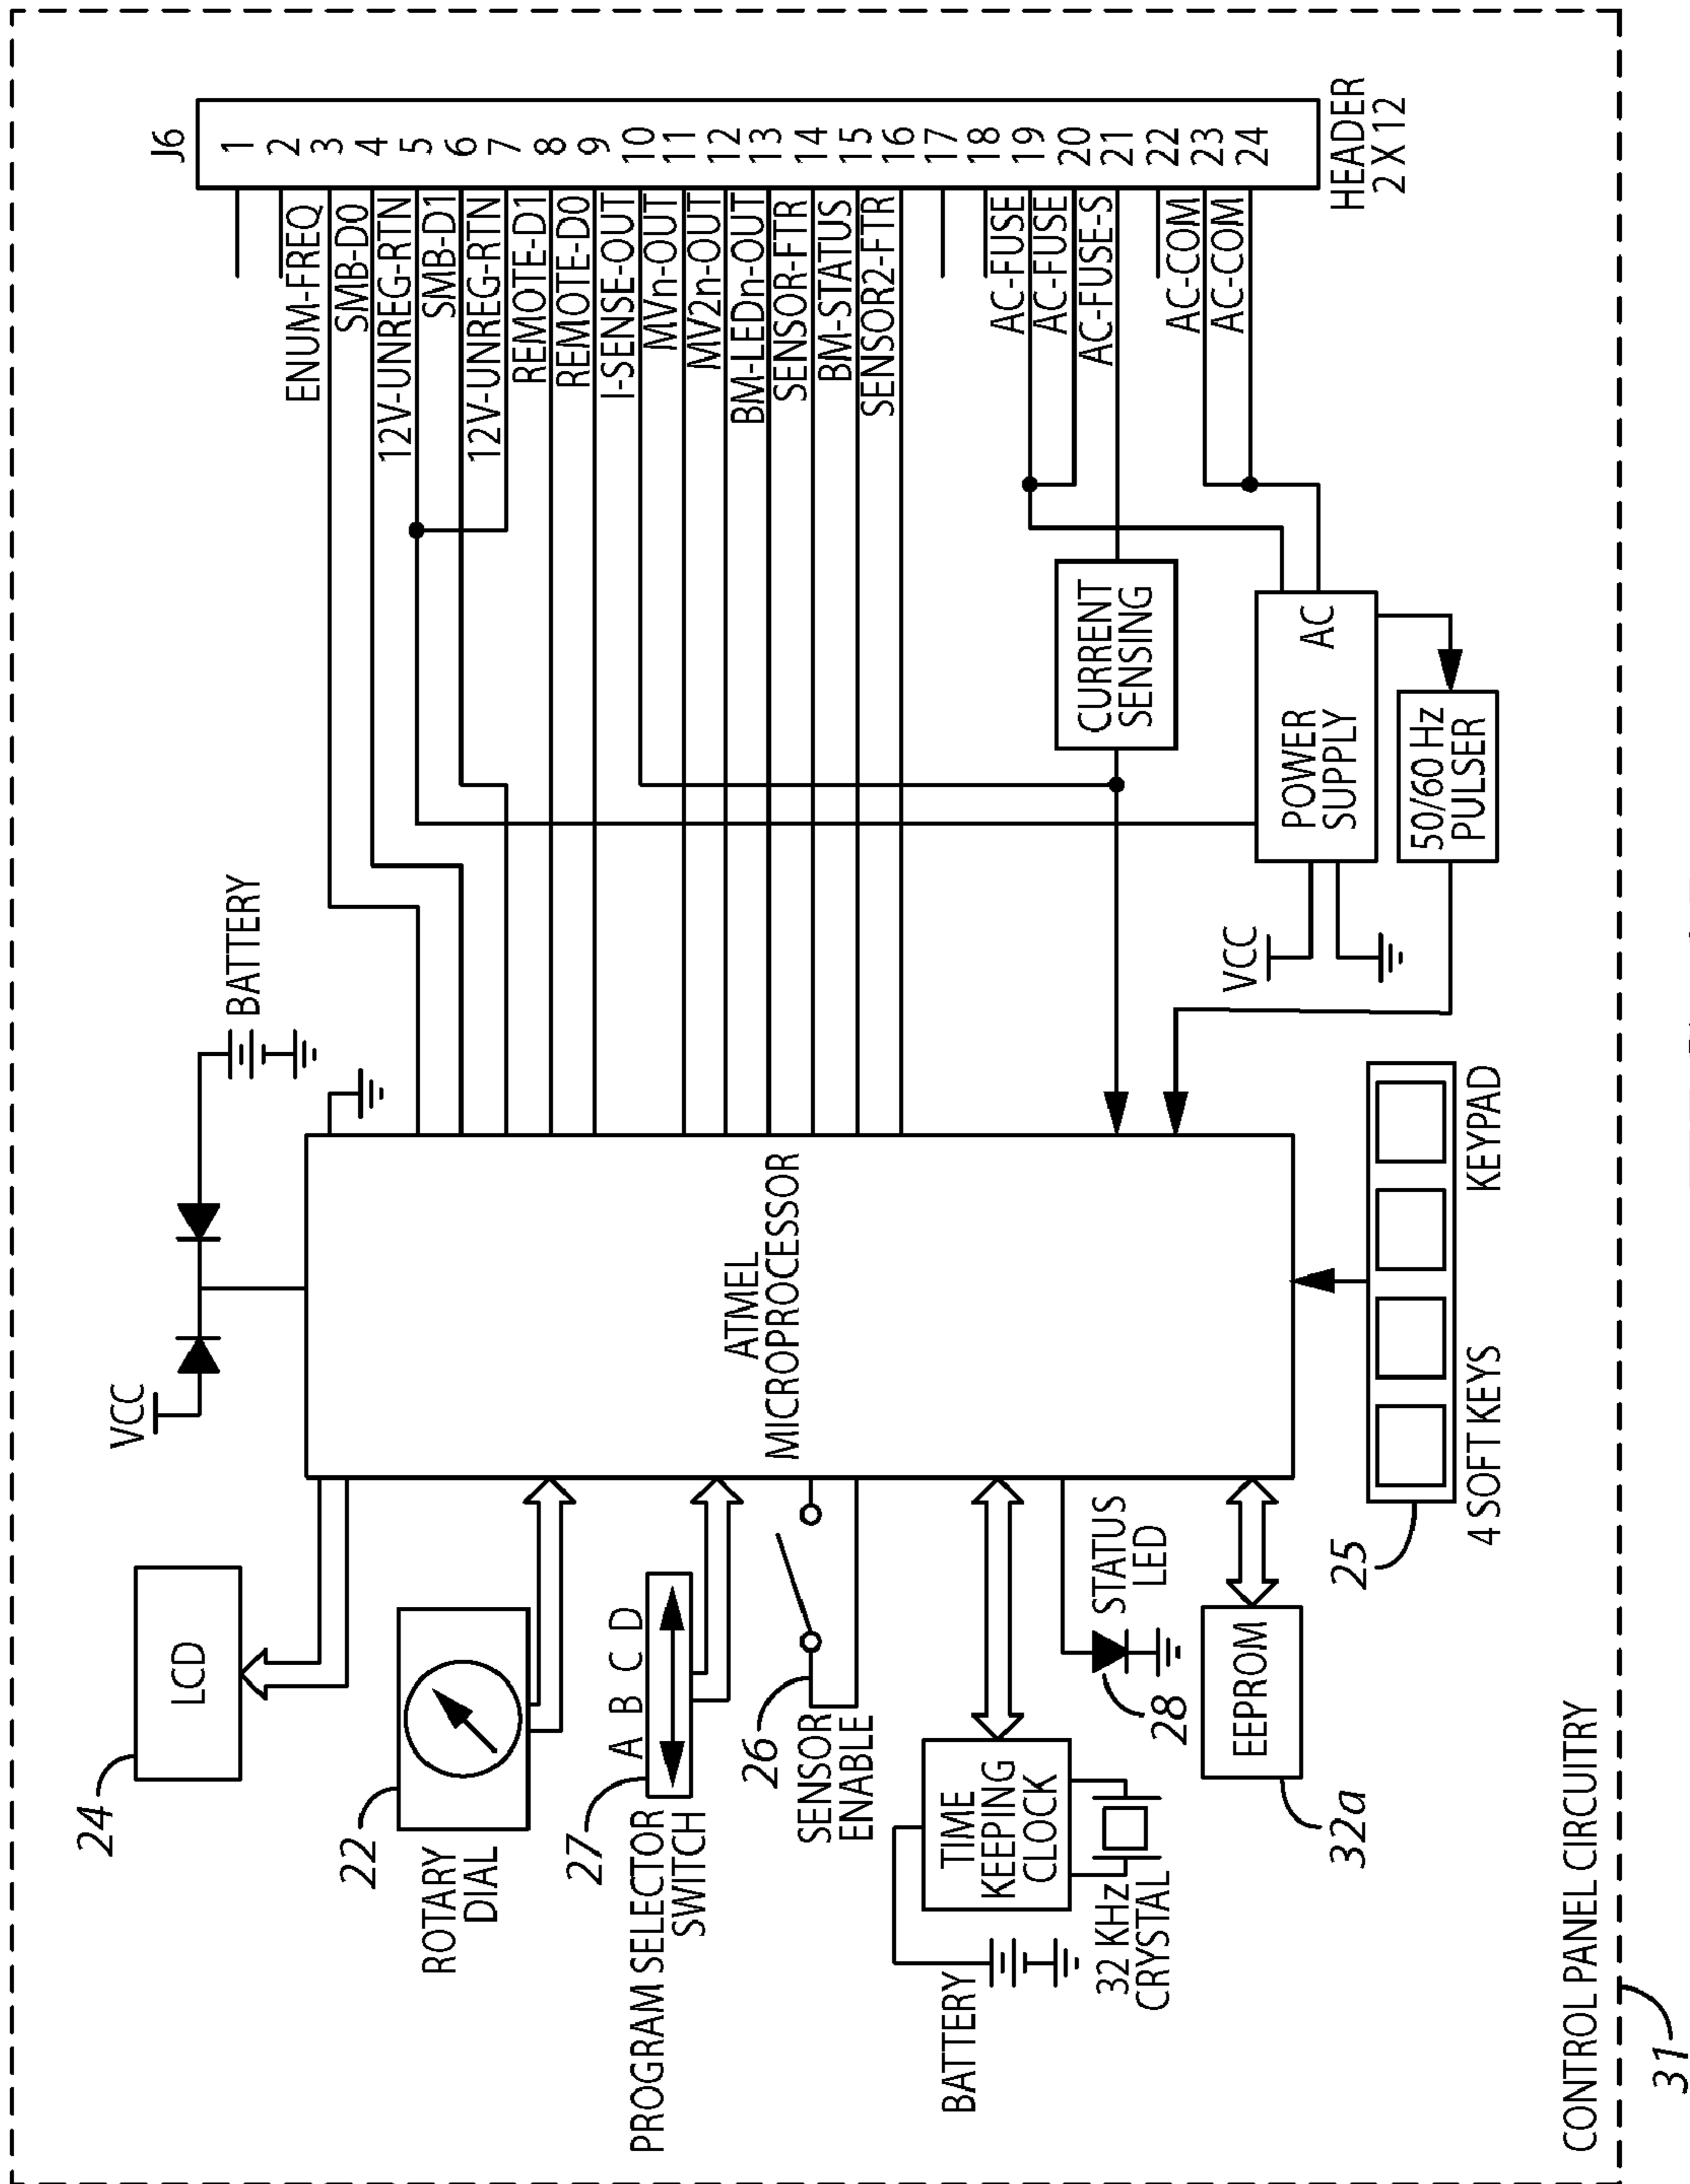 24
LCD
VCC
BATTERY
J6
22
ROTARY
DIAL
27
PROGRAM SELECTOR
SWITCH
A B C D
26
SENSOR
ENABLE
ATMEL
MICROPROCESSOR
BATTERY
TIME
KEEPING
CLOCK
32 KHz
CRYSTAL
28
STATUS
LED
EEPROM
32a
25
4 SOFT KEYS
KEYPAD
ENUM-FREQ
SMB-D0
12V-UNREG-RTN
SMB-D1
12V-UNREG-RTN
REMOTE-D1
REMOTE-D0
I-SENSE-OUT
MVn-OUT
MV2n-OUT
BM-LEDn-OUT
SENSOR-FTR
BM-STATUS
SENSOR2-FTR
AC-FUSE
AC-FUSE
AC-FUSE-S
AC-COM
AC-COM
1
2
3
4
5
6
7
8
9
10
11
12
13
14
15
16
17
18
19
20
21
22
23
24
HEADER
2 X 12
CURRENT
SENSING
VCC
POWER
SUPPLY
AC
50/60 Hz
PULSER
CONTROL PANEL CIRCUITRY
31